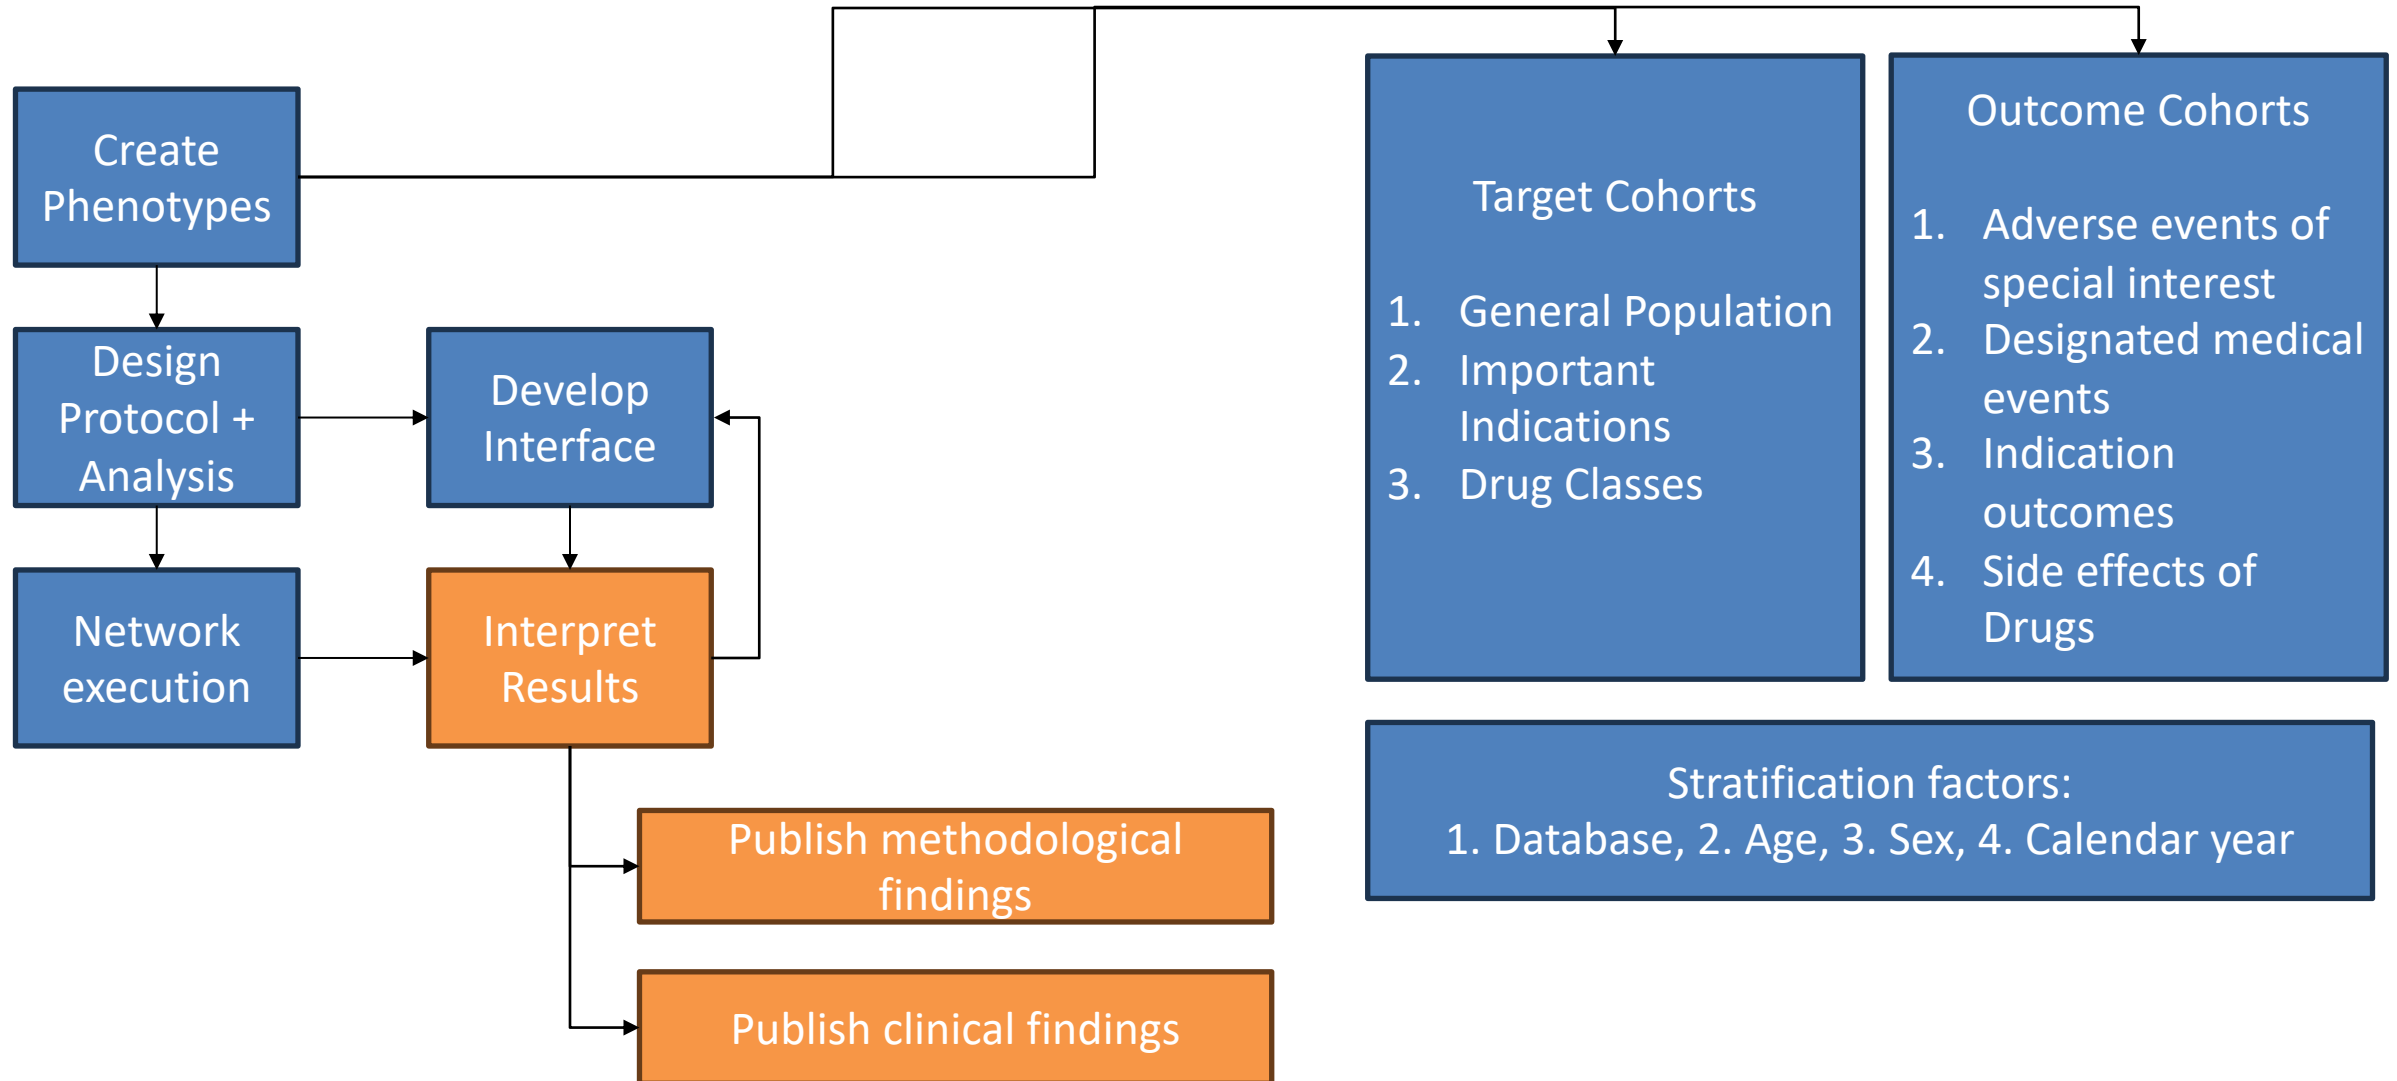 Create
Phenotypes
Design
Protocol +
Analysis
Develop
Interface
Network
execution
Interpret
Results
Publish methodological
findings
Publish clinical findings
Target Cohorts
1. General Population
2. Important
Indications
3. Drug Classes
Outcome Cohorts
1. Adverse events of
special interest
2. Designated medical
events
3. Indication
outcomes
4. Side effects of
Drugs
Stratification factors:
1. Database, 2. Age, 3. Sex, 4. Calendar year